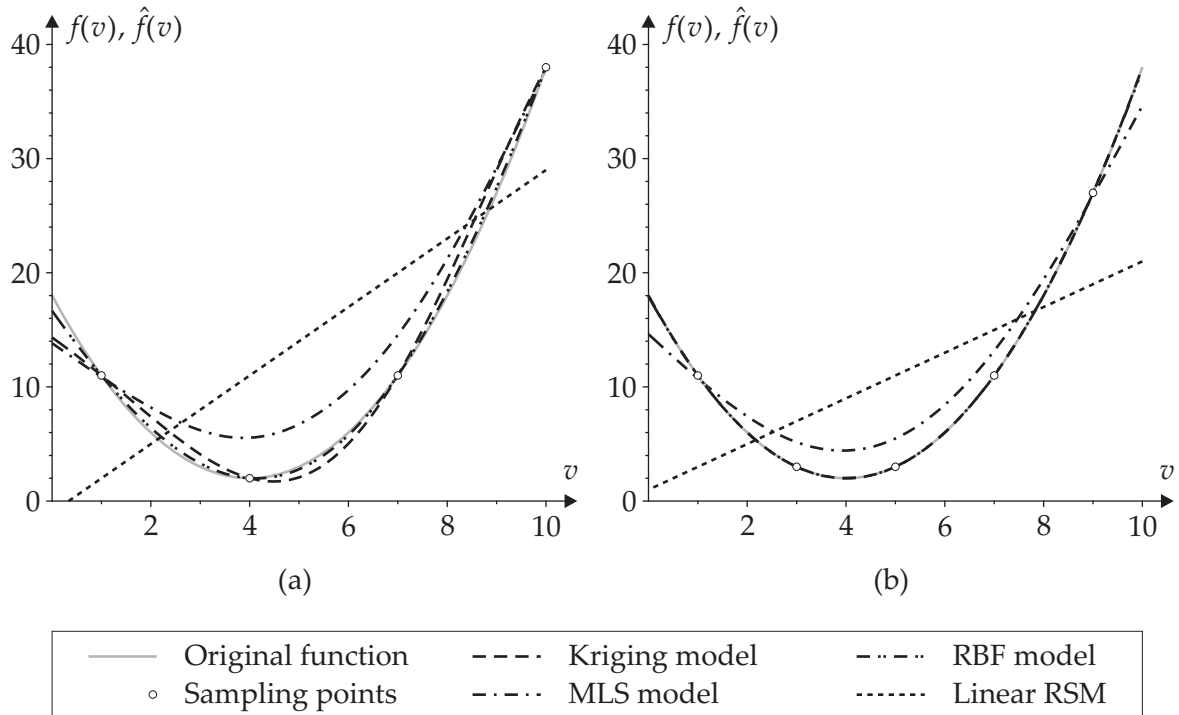 f(v), f̂(v)
40
30
20
10
0
2
4
6
8
10
v
(a)
f(v), f̂(v)
40
30
20
10
0
2
4
6
8
10
v
(b)
Original function
Kriging model
RBF model
Sampling points
MLS model
Linear RSM